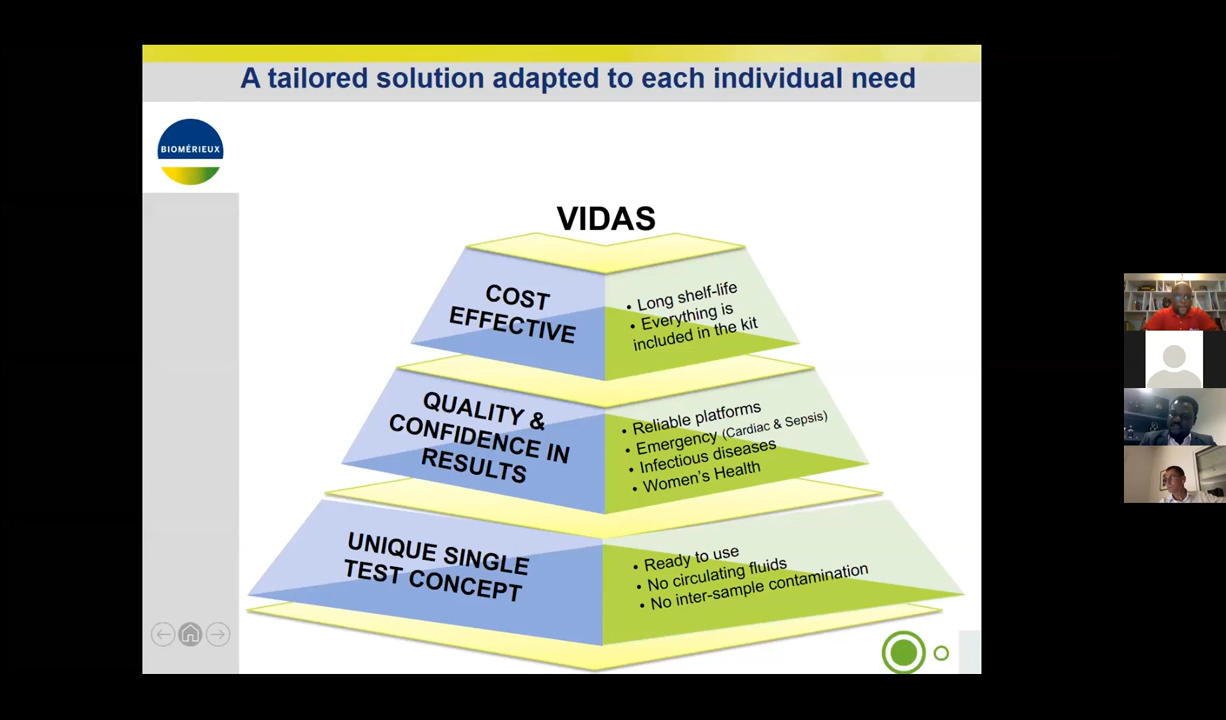 A tailored solution adapted to each individual need
BIOMÉRIEUX
VIDAS
COST
EFFECTIVE
• Long shelf-life
• Everything is
included in the kit
QUALITY &
CONFIDENCE IN
RESULTS
• Reliable platforms
• Emergency (Cardiac & Sepsis)
• Infectious diseases
• Women's Health
UNIQUE SINGLE
TEST CONCEPT
• Ready to use
• No circulating fluids
• No inter-sample contamination